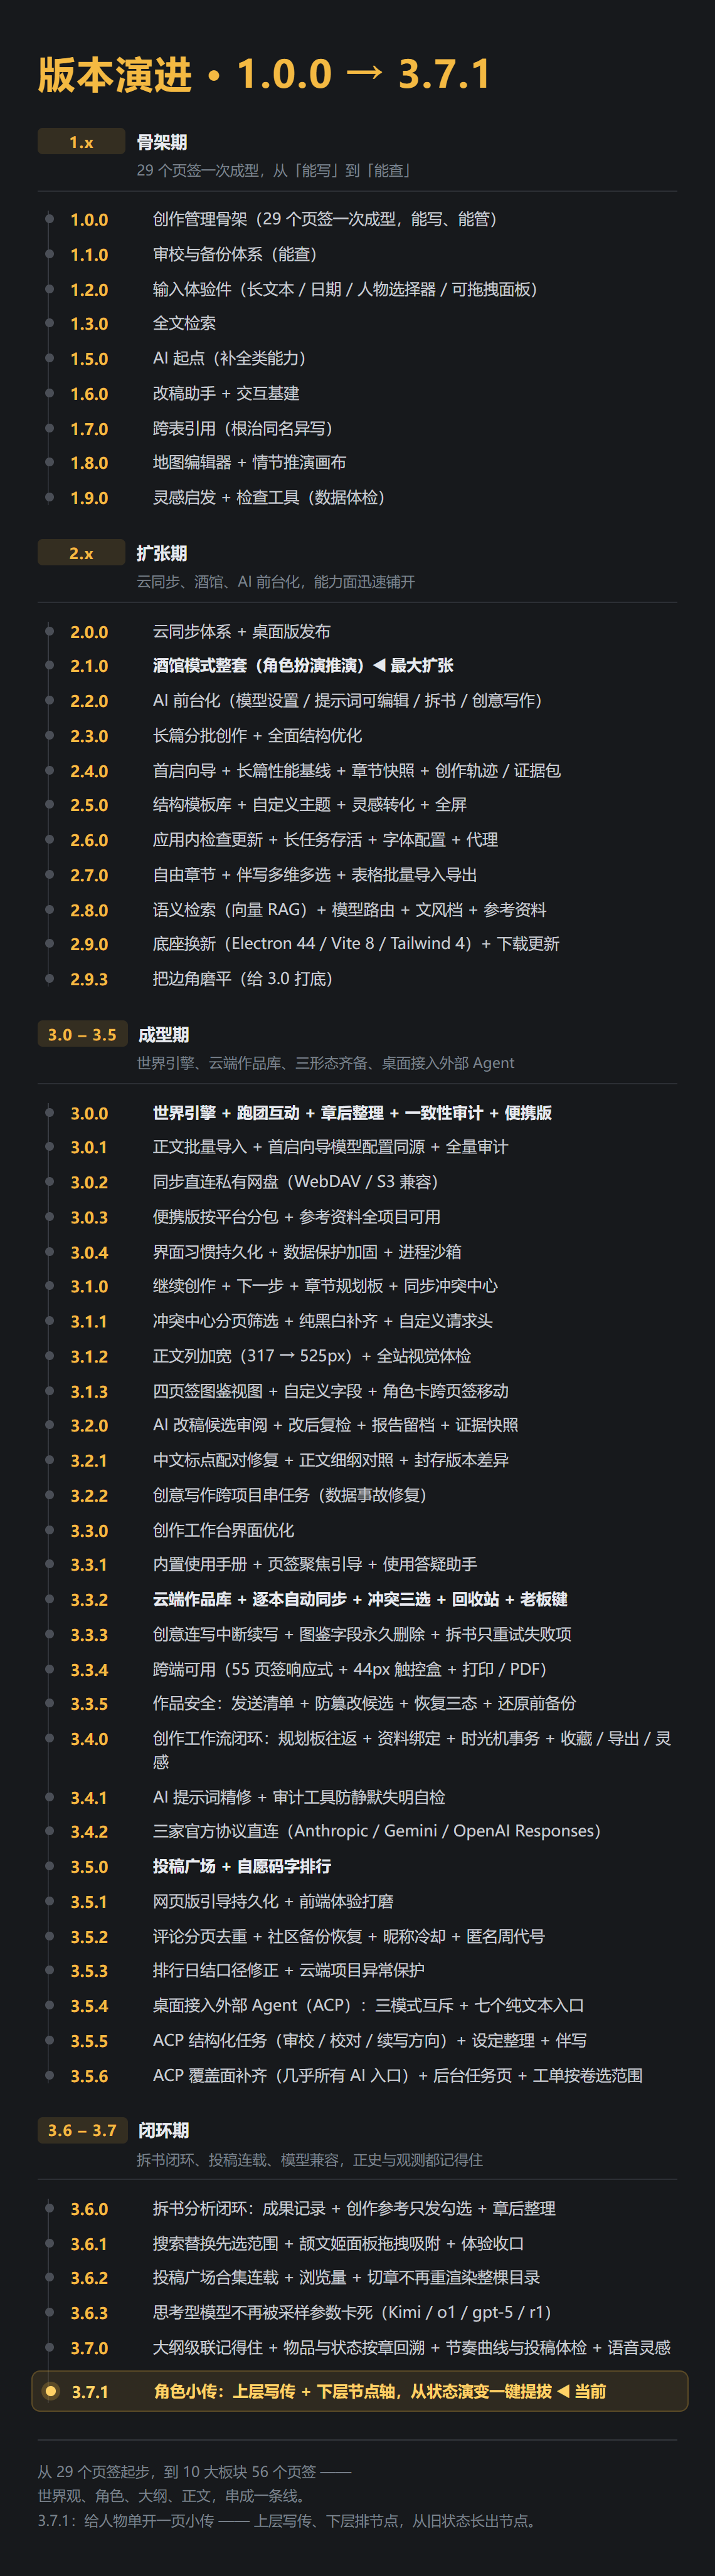 版本演进 • 1.0.0 → 3.7.1
1.x 骨架期
29 个页签一次成型，从「能写」到「能查」
1.0.0 创作管理骨架（29 个页签一次成型，能写、能管）
1.1.0 审校与备份体系（能查）
1.2.0 输入体验件（长文本 / 日期 / 人物选择器 / 可拖拽面板）
1.3.0 全文检索
1.5.0 AI 起点（补全类能力）
1.6.0 改稿助手 + 交互基建
1.7.0 跨表引用（根治同名异写）
1.8.0 地图编辑器 + 情节推演画布
1.9.0 灵感启发 + 检查工具（数据体检）
2.x 扩张期
云同步、酒馆、AI 前台化，能力面迅速铺开
2.0.0 云同步体系 + 桌面版发布
2.1.0 酒馆模式整套（角色扮演推演）◀ 最大扩张
2.2.0 AI 前台化（模型设置 / 提示词可编辑 / 拆书 / 创意写作）
2.3.0 长篇分批创作 + 全面结构优化
2.4.0 首启向导 + 长篇性能基线 + 章节快照 + 创作轨迹 / 证据包
2.5.0 结构模板库 + 自定义主题 + 灵感转化 + 全屏
2.6.0 应用内检查更新 + 长任务存活 + 字体配置 + 代理
2.7.0 自由章节 + 伴写多维多选 + 表格批量导入导出
2.8.0 语义检索（向量 RAG）+ 模型路由 + 文风档 + 参考资料
2.9.0 底座换新（Electron 44 / Vite 8 / Tailwind 4）+ 下载更新
2.9.3 把边角磨平（给 3.0 打底）
3.0 – 3.5 成型期
世界引擎、云端作品库、三形态齐备、桌面接入外部 Agent
3.0.0 世界引擎 + 跑团互动 + 章后整理 + 一致性审计 + 便携版
3.0.1 正文批量导入 + 首启向导模型配置同源 + 全量审计
3.0.2 同步直连私有网盘（WebDAV / S3 兼容）
3.0.3 便携版按平台分包 + 参考资料全项目可用
3.0.4 界面习惯持久化 + 数据保护加固 + 进程沙箱
3.1.0 继续创作 + 下一步 + 章节规划板 + 同步冲突中心
3.1.1 冲突中心分页筛选 + 纯黑白补齐 + 自定义请求头
3.1.2 正文列加宽（317 → 525px）+ 全站视觉体检
3.1.3 四页签图鉴视图 + 自定义字段 + 角色卡跨页签移动
3.2.0 AI 改稿候选审阅 + 改后复检 + 报告留档 + 证据快照
3.2.1 中文标点配对修复 + 正文细纲对照 + 封存版本差异
3.2.2 创意写作跨项目串任务（数据事故修复）
3.3.0 创作工作台界面优化
3.3.1 内置使用手册 + 页签聚焦引导 + 使用答疑助手
3.3.2 云端作品库 + 逐本自动同步 + 冲突三选 + 回收站 + 老板键
3.3.3 创意连写中断续写 + 图鉴字段永久删除 + 拆书只重试失败项
3.3.4 跨端可用（55 页签响应式 + 44px 触控盒 + 打印 / PDF）
3.3.5 作品安全：发送清单 + 防篡改候选 + 恢复三态 + 还原前备份
3.4.0 创作工作流闭环：规划板往返 + 资料绑定 + 时光机事务 + 收藏 / 导出 / 灵
感
3.4.1 AI 提示词精修 + 审计工具防静默失明自检
3.4.2 三家官方协议直连（Anthropic / Gemini / OpenAI Responses）
3.5.0 投稿广场 + 自愿码字排行
3.5.1 网页版引导持久化 + 前端体验打磨
3.5.2 评论分页去重 + 社区备份恢复 + 昵称冷却 + 匿名周代号
3.5.3 排行日结口径修正 + 云端项目异常保护
3.5.4 桌面接入外部 Agent（ACP）：三模式互斥 + 七个纯文本入口
3.5.5 ACP 结构化任务（审校 / 校对 / 续写方向）+ 设定整理 + 伴写
3.5.6 ACP 覆盖面补齐（几乎所有 AI 入口）+ 后台任务页 + 工单按卷选范围
3.6 – 3.7 闭环期
拆书闭环、投稿连载、模型兼容，正史与观测都记得住
3.6.0 拆书分析闭环：成果记录 + 创作参考只发勾选 + 章后整理
3.6.1 搜索替换先选范围 + 颉文姬面板拖拽吸附 + 体验收口
3.6.2 投稿广场合集连载 + 浏览量 + 切章不再重渲染整棵目录
3.6.3 思考型模型不再被采样参数卡死（Kimi / o1 / gpt-5 / r1）
3.7.0 大纲级联记得住 + 物品与状态按章回溯 + 节奏曲线与投稿体检 + 语音灵感
3.7.1 角色小传：上层写传 + 下层节点轴，从状态演变一键提拔 ◀ 当前
从 29 个页签起步，到 10 大板块 56 个页签 ——
世界观、角色、大纲、正文，串成一条线。
3.7.1：给人物单开一页小传 —— 上层写传、下层排节点，从旧状态长出节点。